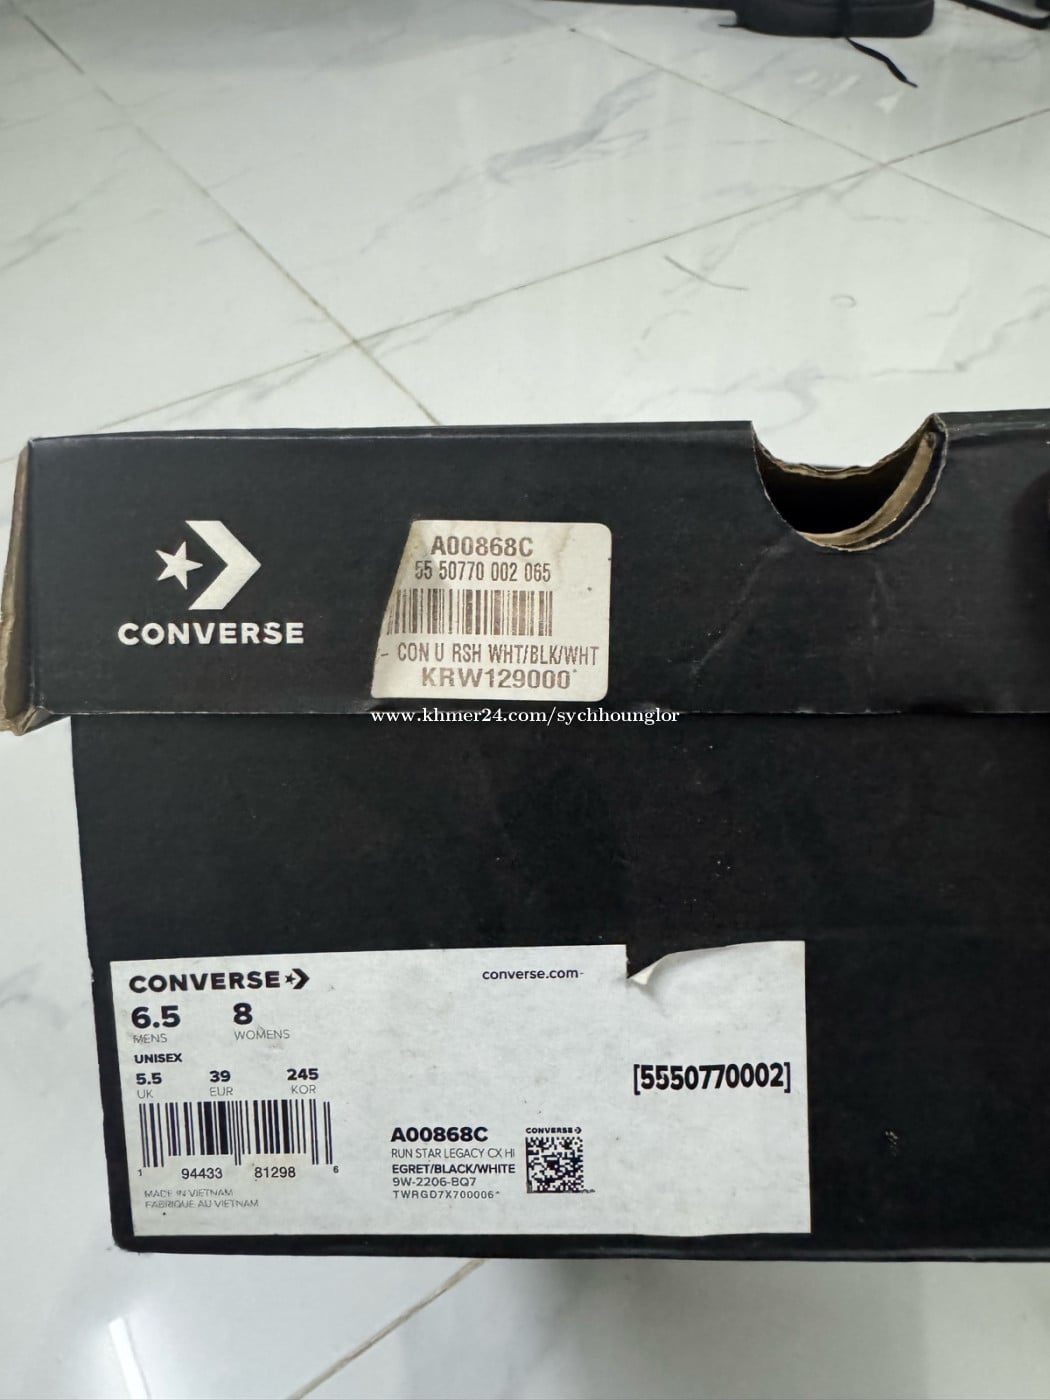 CONVERSE
A00868C
55 50770 002 065
- CON U RSH WHT/BLK/WHT
KRW129000*
www.khmer24.com/sychhounglor
CONVERSE
converse.com
6.5 8
MENS WOMENS
UNISEX
5.5 39 245
UK EUR KOR
[5550770002]
1 94433 81298 6
MADE IN VIETNAM
FABRIQUE AU VIETNAM
A00868C
RUN STAR LEGACY CX HI
EGRET/BLACK/WHITE
9W-2206-BQ7
TWRGD7X700006*
CONVERSE